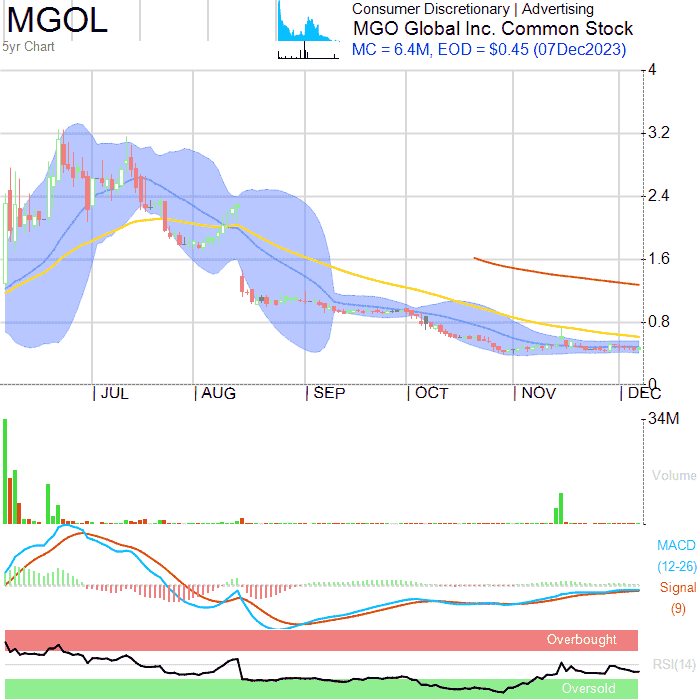 MGOL
5yr Chart
Consumer Discretionary | Advertising
MGO Global Inc. Common Stock
MC = 6.4M, EOD = $0.45 (07Dec2023)
4
3.2
2.4
1.6
0.8
0
JUL AUG SEP OCT NOV DEC
34M
Volume
MACD
(12-26)
Signal
(9)
Overbought
RSI(14)
Oversold